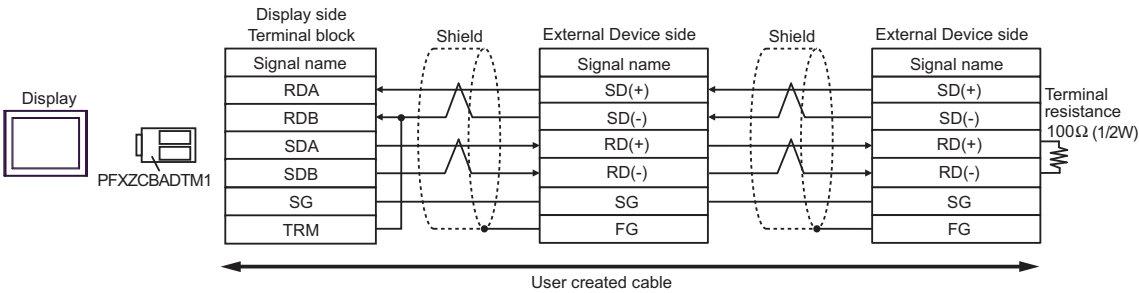 Display side
Terminal block
Shield
External Device side
Shield
External Device side
Signal name
Signal name
Signal name
RDA
SD(+)
SD(+)
RDB
SD(-)
SD(-)
SDA
RD(+)
RD(+)
SDB
RD(-)
RD(-)
SG
SG
SG
TRM
FG
FG
Display
PFXZCBADTM1
Terminal
resistance
100Ω (1/2W)
User created cable